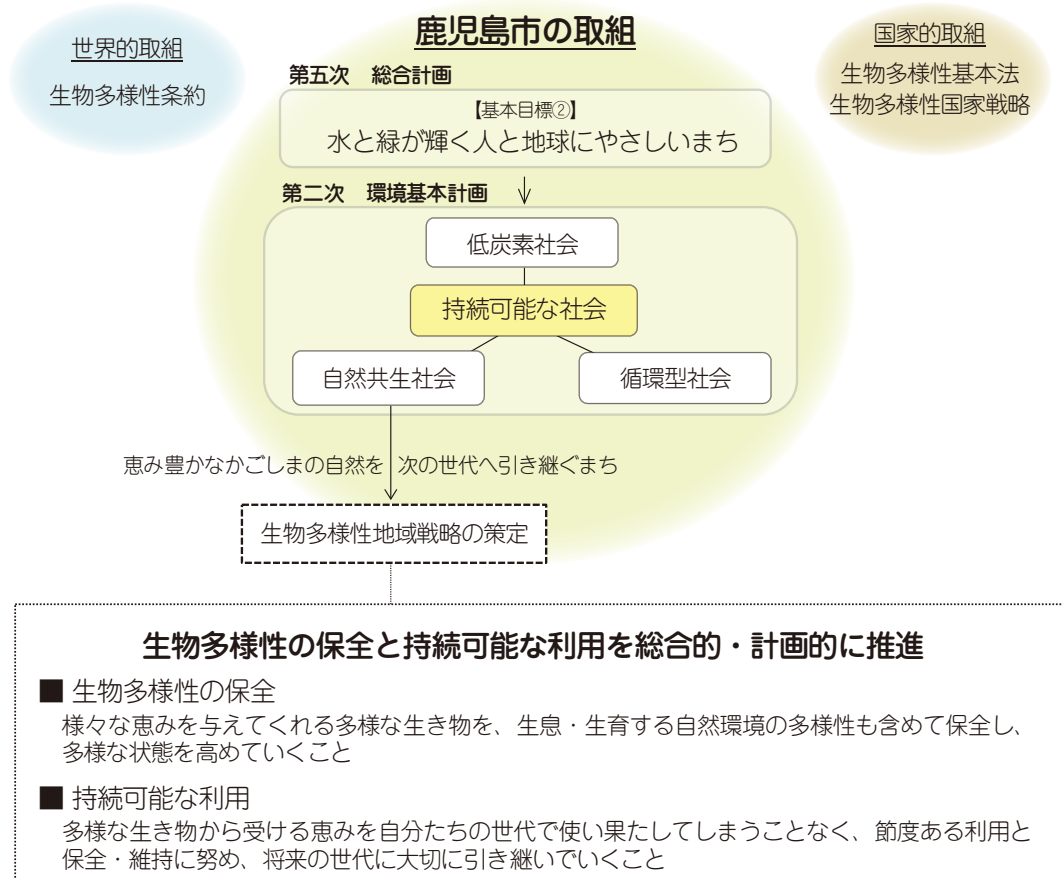 世界的取組
生物多様性条約
鹿児島市の取組
国家的取組
生物多様性基本法
生物多様性国家戦略
第五次　総合計画
【基本目標②】
水と緑が輝く人と地球にやさしいまち
第二次　環境基本計画
低炭素社会
持続可能な社会
自然共生社会
循環型社会
恵み豊かなかごしまの自然を 次の世代へ引き継ぐまち
生物多様性地域戦略の策定
生物多様性の保全と持続可能な利用を総合的・計画的に推進
■ 生物多様性の保全
様々な恵みを与えてくれる多様な生き物を、生息・生育する自然環境の多様性も含めて保全し、
多様な状態を高めていくこと
■ 持続可能な利用
多様な生き物から受ける恵みを自分たちの世代で使い果たしてしまうことなく、節度ある利用と
保全・維持に努め、将来の世代に大切に引き継いでいくこと